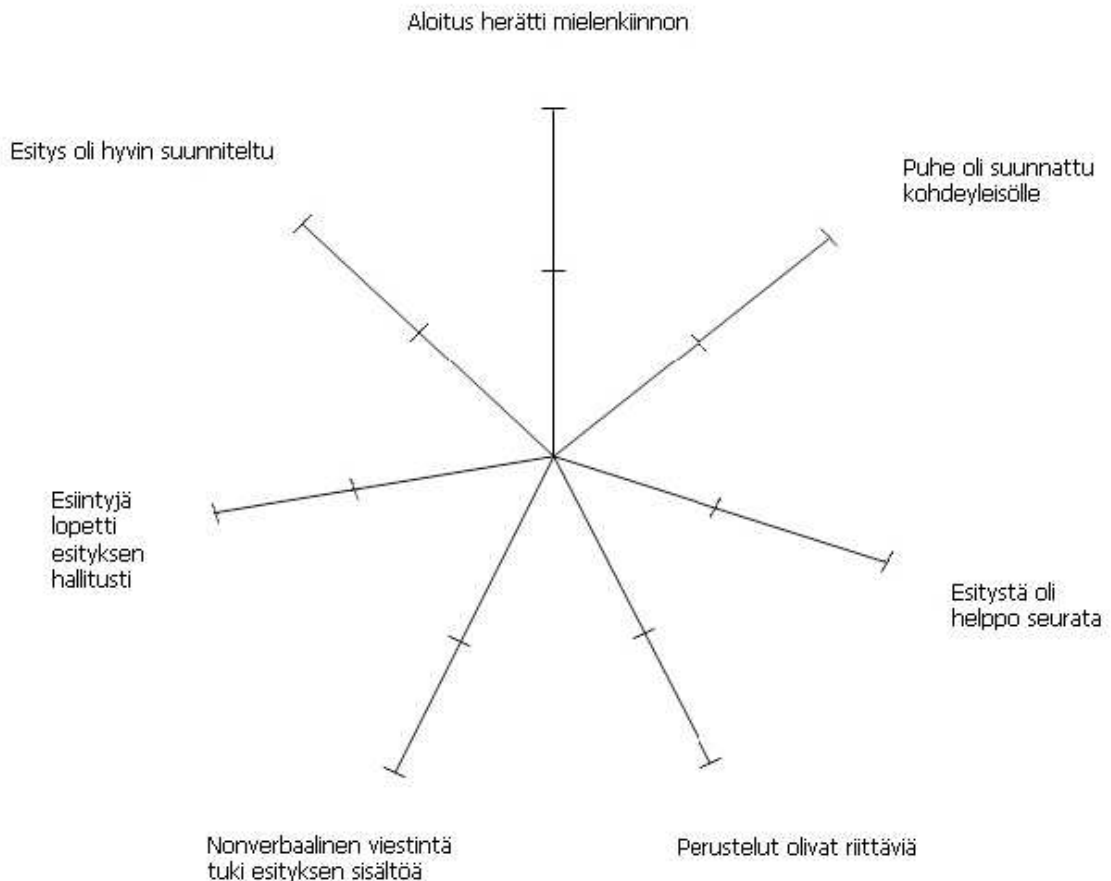 Aloitus herätti mielenkiinnon
Esitys oli hyvin suunniteltu
Puhe oli suunnattu
kohdeyleisölle
Esiintyjä
lopetti
esityksen
hallitusti
Esitystä oli
helppo seurata
Nonverbaalinen viestintä
tuki esityksen sisältöä
Perustelut olivat riittäviä